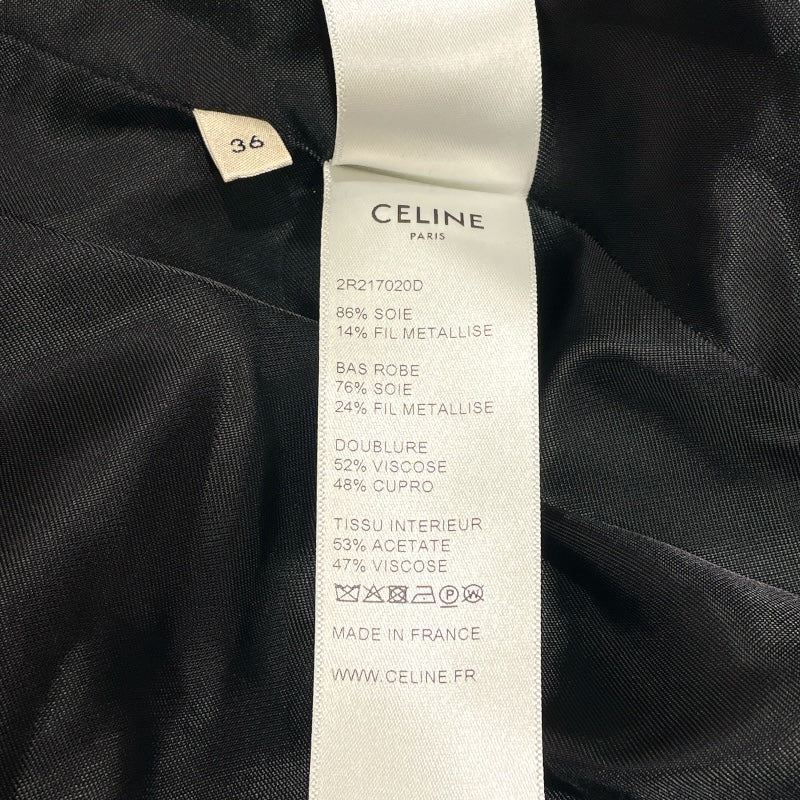 36
CELINE
PARIS
2R217020D
86% SOIE
14% FIL METALLISE
BAS ROBE
76% SOIE
24% FIL METALLISE
DOUBLURE
52% VISCOSE
48% CUPRO
TISSU INTERIEUR
53% ACETATE
47% VISCOSE
P W
MADE IN FRANCE
WWW.CELINE.FR